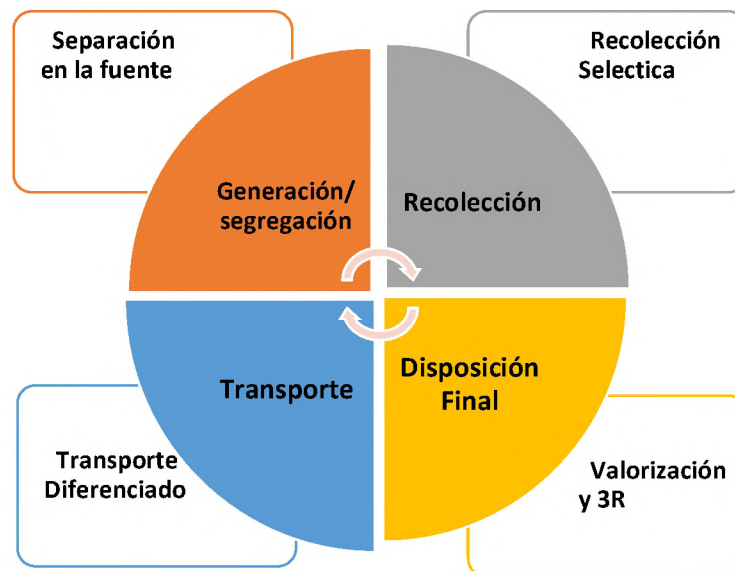 Separación
en la fuente
Recolección
Selectica
Generación/
segregación
Recolección
Transporte
Disposición
Final
Transporte
Diferenciado
Valorización
y 3R